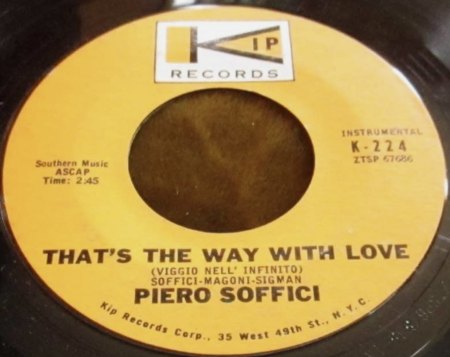 KIP
RECORDS
INSTRUMENTAL
K-224
ZTSP 67686
Southern Music
ASCAP
Time: 2:45
THAT'S THE WAY WITH LOVE
(VIGGIO NELL' INFINITO)
SOFFICI-MAGONI-SIGMAN
PIERO SOFFICI
Kip Records Corp., 35 West 49th St., N.Y.C.